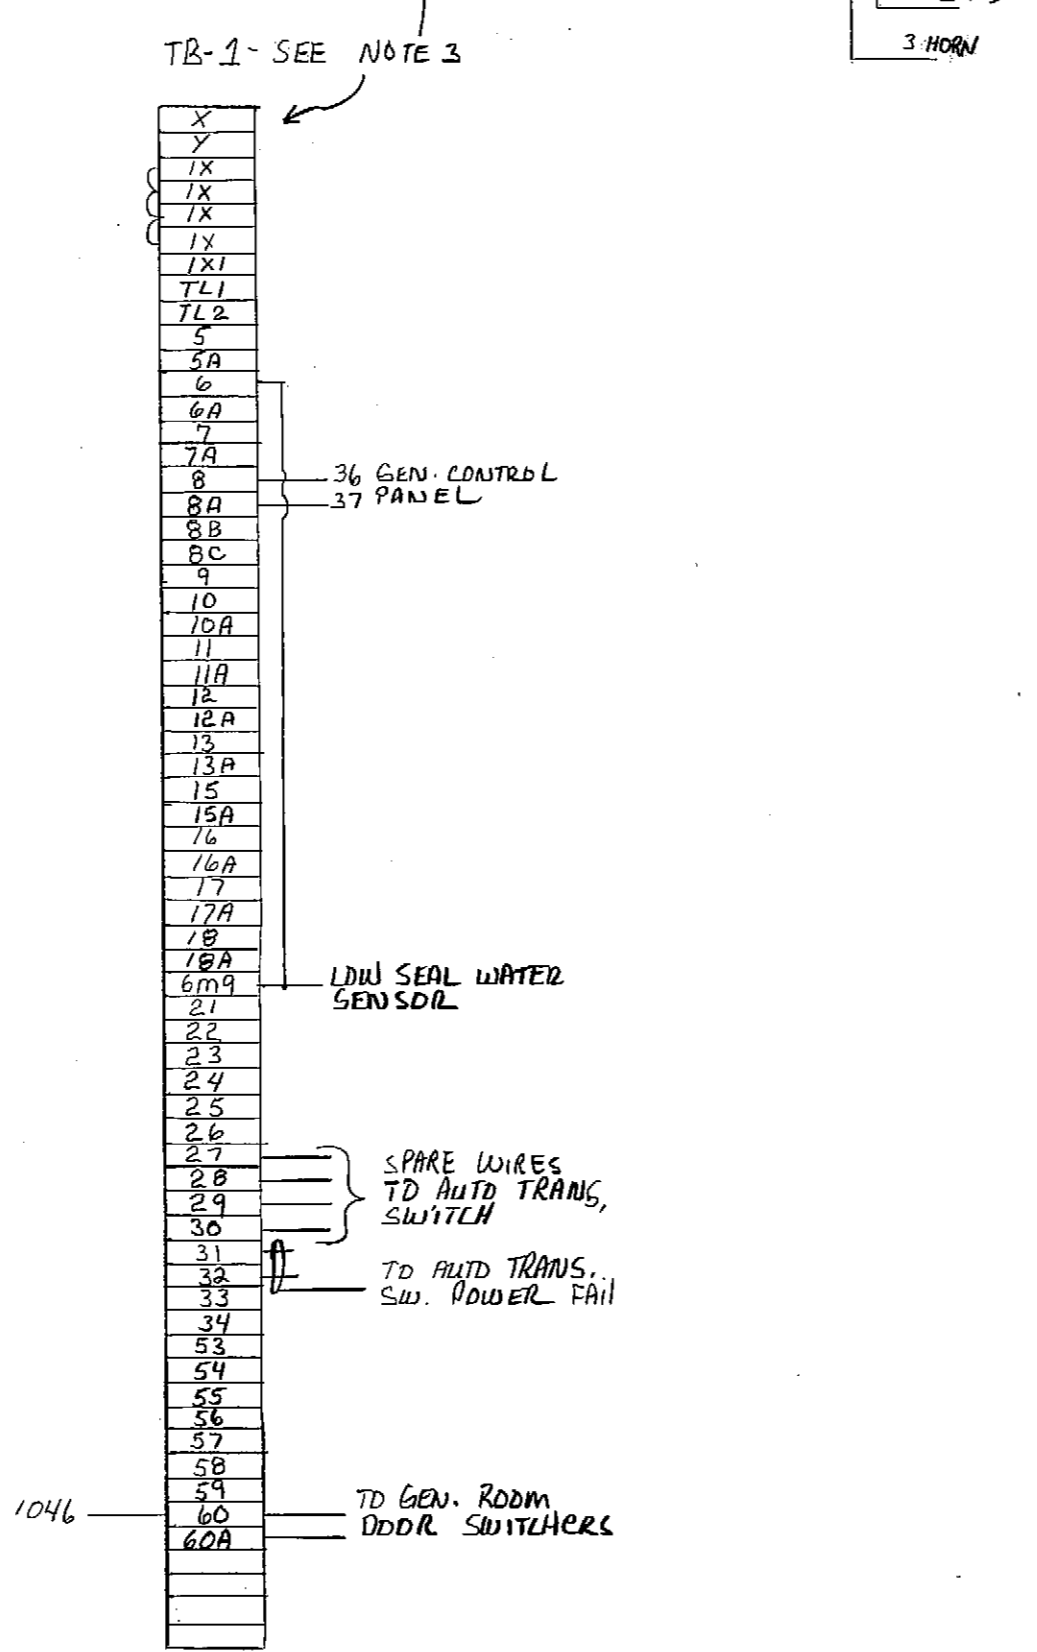 3 HORN
TB-1- SEE NOTE 3
X
Y
1X
1X
1X
1X
1X1
TL1
TL2
5
5A
6
6A
7
7A
8
8A
8B
8C
9
10
10A
11
11A
12
12A
13
13A
15
15A
16
16A
17
17A
18
18A
6m9
21
22
23
24
25
26
27
28
29
30
31
32
33
34
53
54
55
56
57
58
59
60
60A
36 GEN. CONTROL
37 PANEL
LOW SEAL WATER
SENSOR
SPARE WIRES
TO AUTO TRANS,
SWITCH
TO AUTO TRANS.
SW. POWER FAil
1046
TO GEN. ROOM
DOOR SWITCHERS